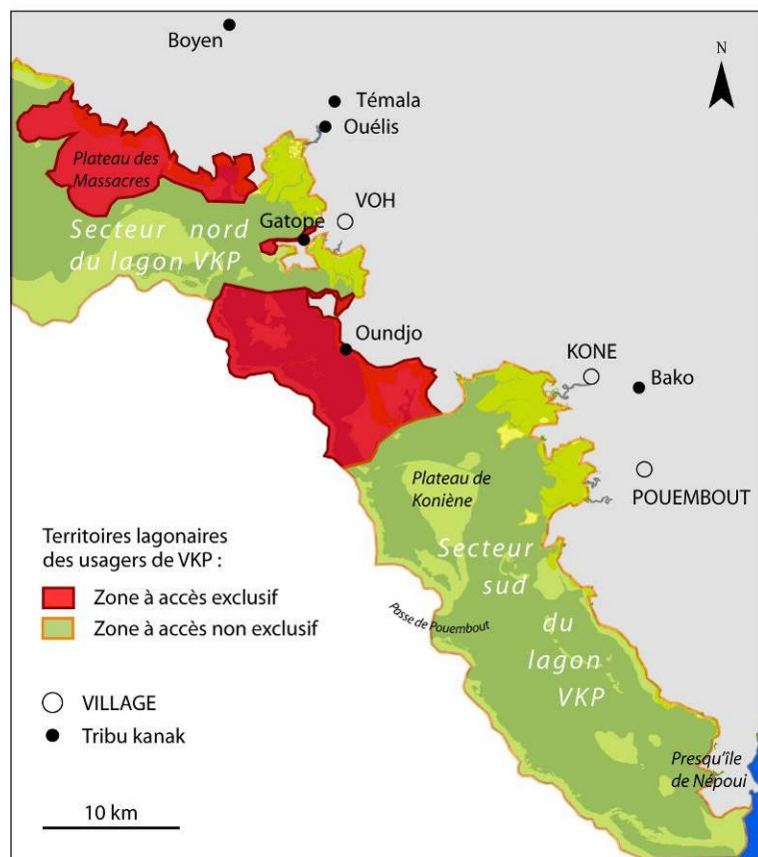 Boyen
N
Témala
Ouélis
Plateau des
Massacres
VOH
Gatope
Secteur nord
du lagon VKP
Oundjo
KONE
Bako
Plateau de
Koniène
POUEMBOUT
Territoires lagonaires
des usagers de VKP :
Zone à accès exclusif
Zone à accès non exclusif
Secteur
sud
du
lagon
VKP
Passe de Pouembout
VILLAGE
Tribu kanak
Presqu'île
de Népoui
10 km